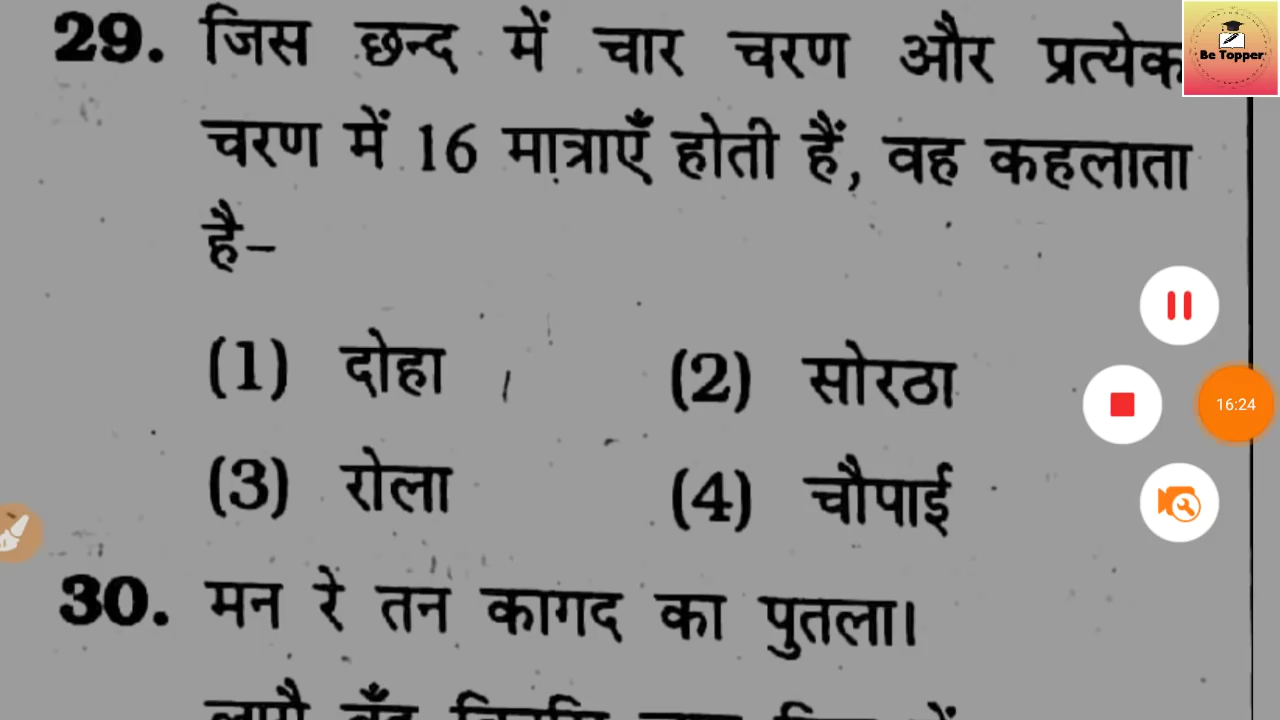 29. जिस छन्द में चार चरण और प्रत्येक
Be Topper
चरण में 16 मात्राएँ होती हैं, वह कहलाता
है–
(1) दोहा (2) सोरठा
16:24
(3) रोला (4) चौपाई
30. मन रे तन कागद का पुतला।